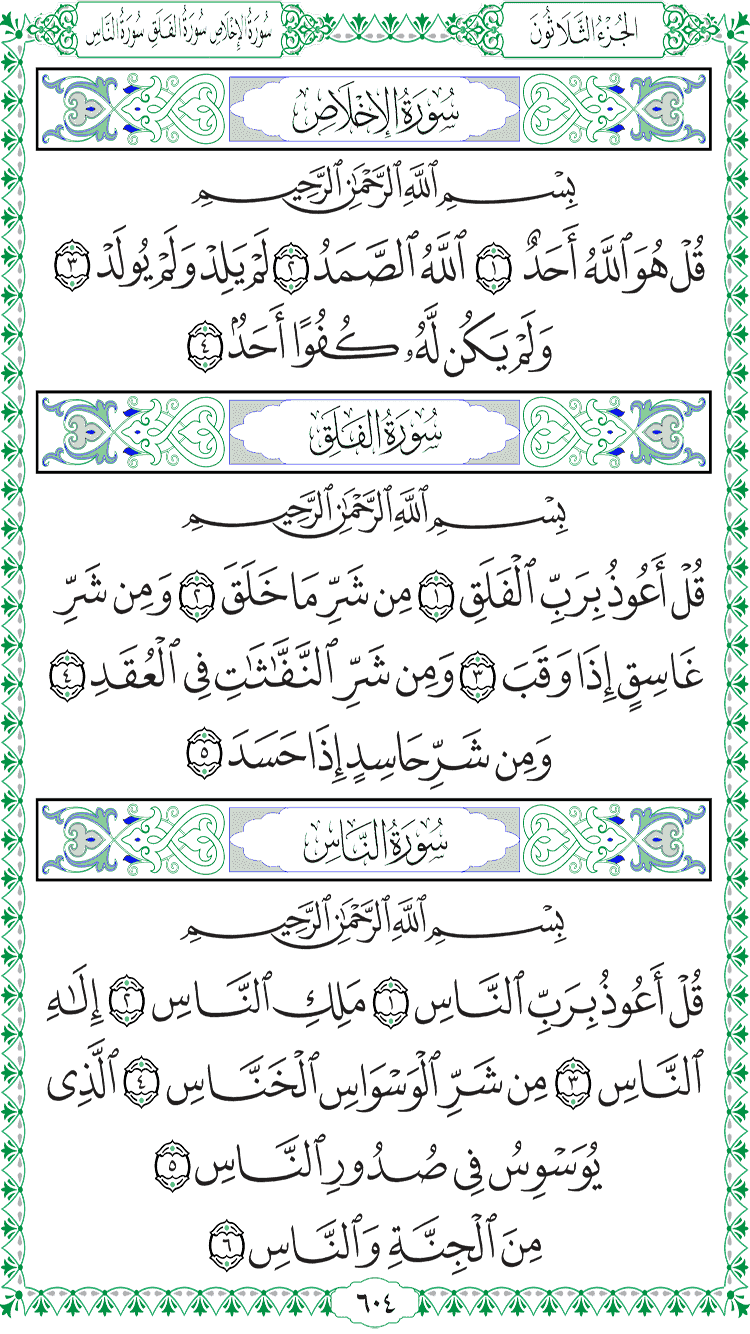 الجُزْءُ الثَّلَاثُونَ
سُورَةُ الإِخْلَاصِ سُورَةُ الفَلَقِ سُورَةُ النَّاسِ
سُورَةُ الإِخْلَاصِ
بِسْمِ ٱللَّهِ ٱلرَّحْمَٰنِ ٱلرَّحِيمِ
قُلْ هُوَ ٱللَّهُ أَحَدٌ ١ ٱللَّهُ ٱلصَّمَدُ ٢ لَمْ يَلِدْ وَلَمْ يُولَدْ ٣
وَلَمْ يَكُن لَّهُۥ كُفُوًا أَحَدٌۢ ٤
سُورَةُ الفَلَقِ
بِسْمِ ٱللَّهِ ٱلرَّحْمَٰنِ ٱلرَّحِيمِ
قُلْ أَعُوذُ بِرَبِّ ٱلْفَلَقِ ١ مِن شَرِّ مَا خَلَقَ ٢ وَمِن شَرِّ
غَاسِقٍ إِذَا وَقَبَ ٣ وَمِن شَرِّ ٱلنَّفَّٰثَٰتِ فِى ٱلْعُقَدِ ٤
وَمِن شَرِّ حَاسِدٍ إِذَا حَسَدَ ٥
سُورَةُ النَّاسِ
بِسْمِ ٱللَّهِ ٱلرَّحْمَٰنِ ٱلرَّحِيمِ
قُلْ أَعُوذُ بِرَبِّ ٱلنَّاسِ ١ مَلِكِ ٱلنَّاسِ ٢ إِلَٰهِ
ٱلنَّاسِ ٣ مِن شَرِّ ٱلْوَسْوَاسِ ٱلْخَنَّاسِ ٤ ٱلَّذِى
يُوَسْوِسُ فِى صُدُورِ ٱلنَّاسِ ٥
مِنَ ٱلْجِنَّةِ وَٱلنَّاسِ ٦
٦٠٤